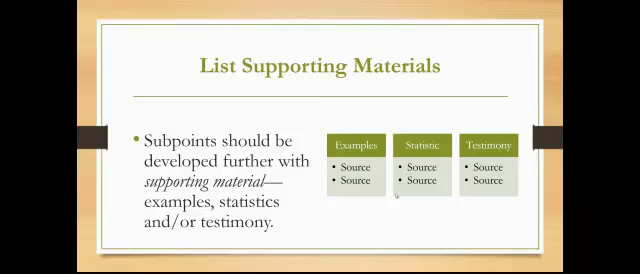 List Supporting Materials
• Subpoints should be
developed further with
supporting material—
examples, statistics
and/or testimony.
Examples
• Source
• Source
Statistic
• Source
• Source
Testimony
• Source
• Source